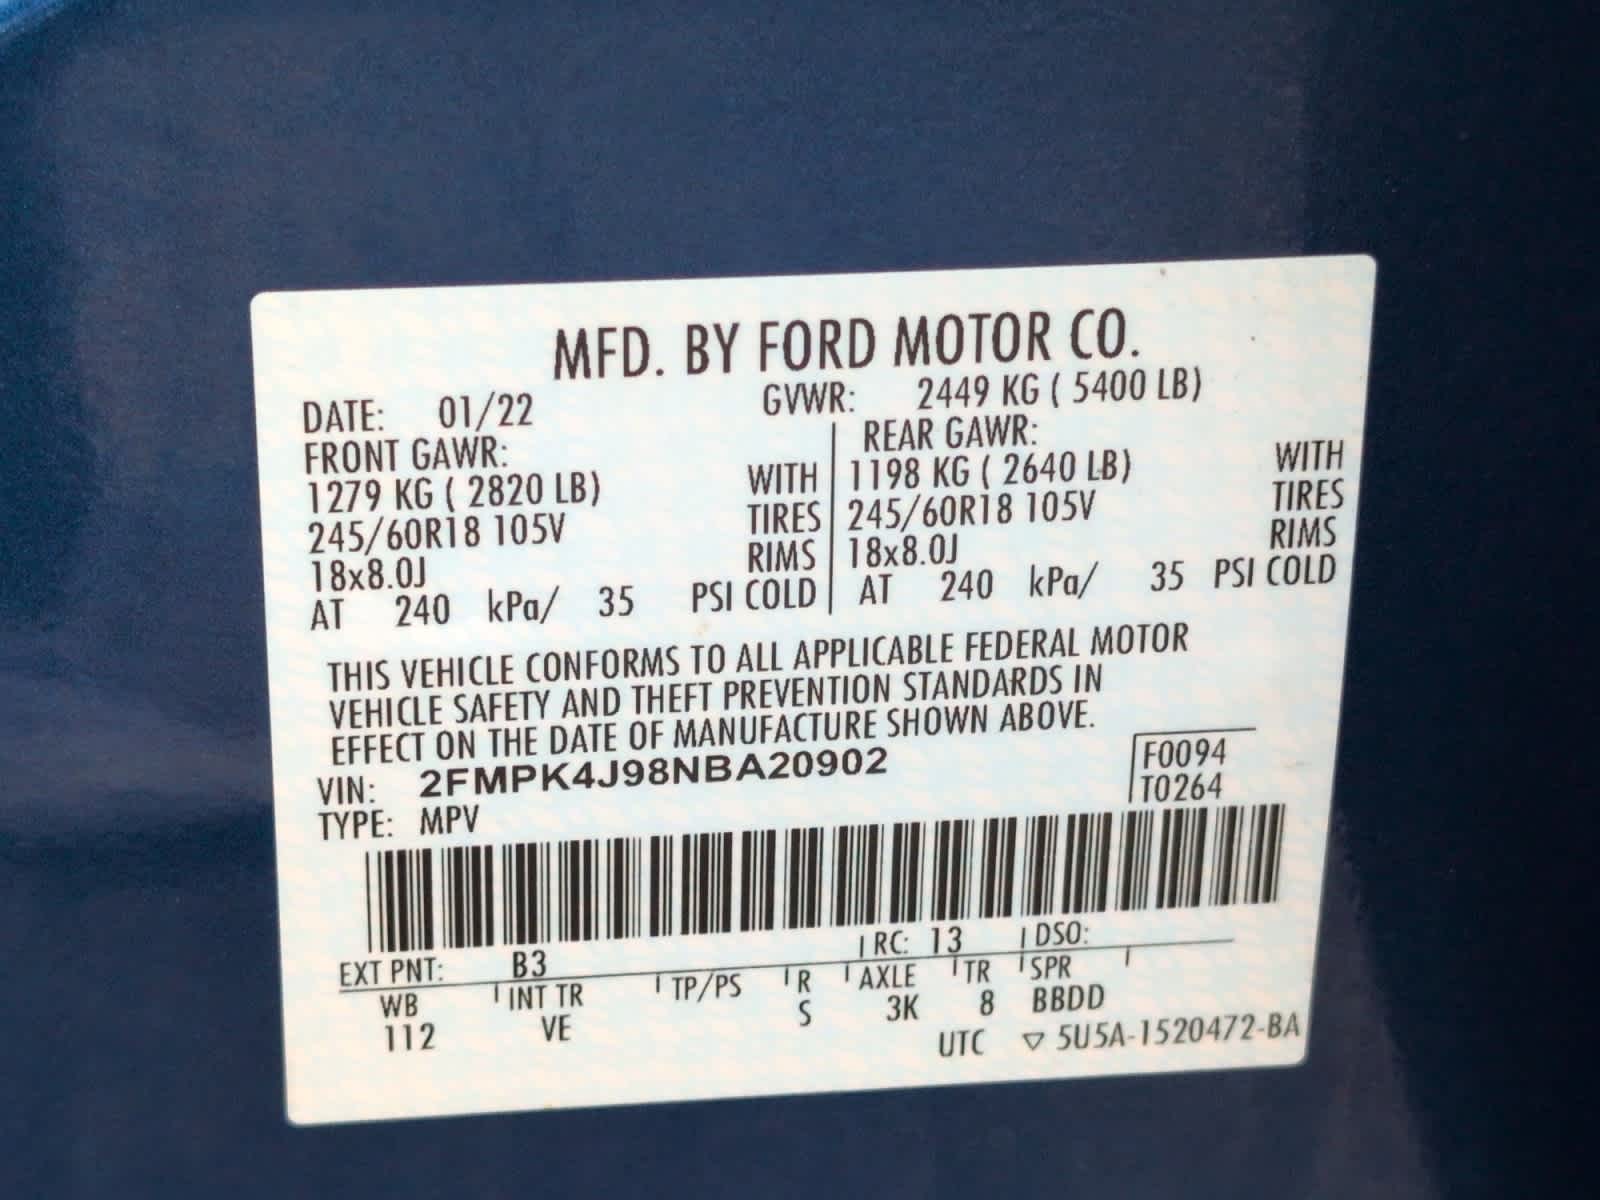 MFD. BY FORD MOTOR CO.
DATE: 01/22 GVWR: 2449 KG ( 5400 LB)
FRONT GAWR: REAR GAWR:
1279 KG ( 2820 LB) WITH 1198 KG ( 2640 LB) WITH
245/60R18 105V TIRES 245/60R18 105V TIRES
18x8.0J RIMS 18x8.0J RIMS
AT 240 kPa/ 35 PSI COLD AT 240 kPa/ 35 PSI COLD
THIS VEHICLE CONFORMS TO ALL APPLICABLE FEDERAL MOTOR
VEHICLE SAFETY AND THEFT PREVENTION STANDARDS IN
EFFECT ON THE DATE OF MANUFACTURE SHOWN ABOVE.
VIN: 2FMPK4J98NBA20902 F0094
TYPE: MPV T0264
EXT PNT: B3 RC: 13 DSO:
WB INT TR TP/PS R AXLE TR SPR
112 VE S 3K 8 BBDD
UTC ▽ 5U5A-1520472-BA